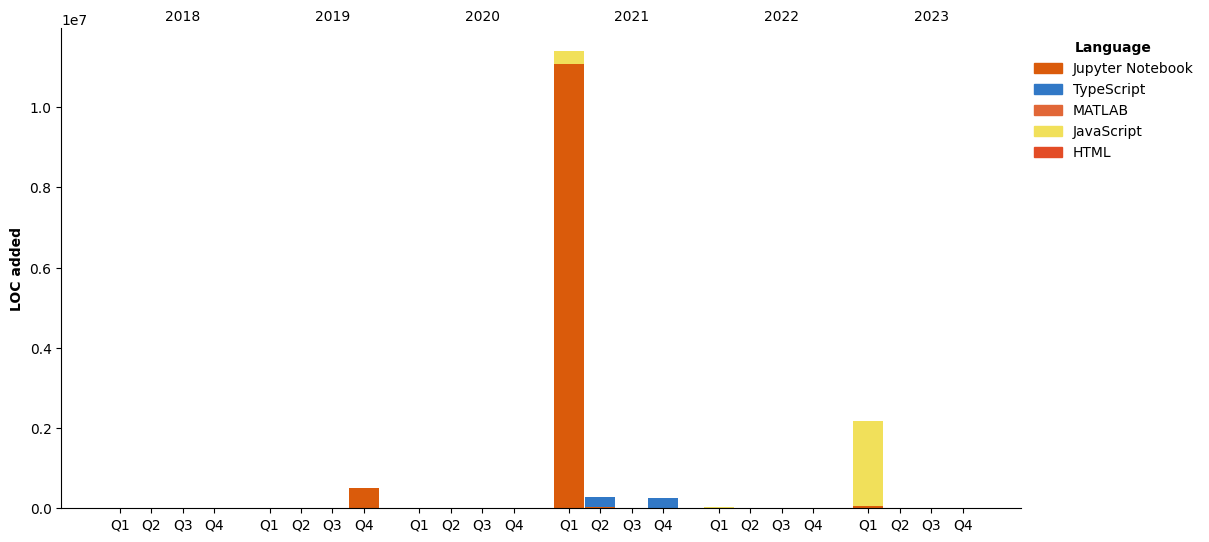 1e7
2018 2019 2020 2021 2022 2023
Language
Jupyter Notebook
TypeScript
MATLAB
JavaScript
HTML
LOC added
1.0
0.8
0.6
0.4
0.2
0.0
Q1 Q2 Q3 Q4 Q1 Q2 Q3 Q4 Q1 Q2 Q3 Q4 Q1 Q2 Q3 Q4 Q1 Q2 Q3 Q4 Q1 Q2 Q3 Q4